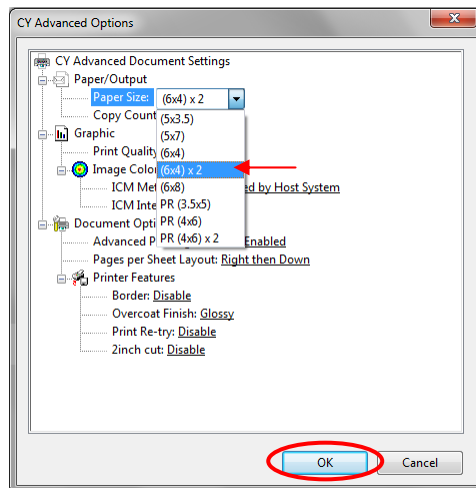 CY Advanced Options
CY Advanced Document Settings
Paper/Output
Paper Size: (6x4) x 2
Copy Count
(5x3.5)
(5x7)
(6x4)
(6x4) x 2
(6x8)
PR (3.5x5)
PR (4x6)
PR (4x6) x 2
Graphic
Print Quality
Image Color
ICM Met ed by Host System
ICM Inte
Document Opti
Advanced P Enabled
Pages per Sheet Layout: Right then Down
Printer Features
Border: Disable
Overcoat Finish: Glossy
Print Re-try: Disable
2inch cut: Disable
OK
Cancel